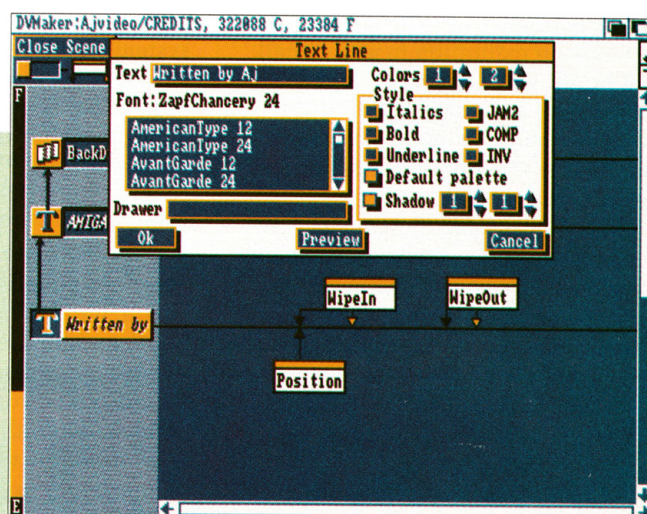 DVMaker:Ajvideo/CREDITS, 322088 C, 23384 F
Close Scene
Text Line
Text Written by Aj
Colors 1 2
Font:ZapfChancery 24
Style
AmericanType 12
AmericanType 24
AvantGarde 12
AvantGarde 24
Italics JAM2
Bold COMP
Underline INV
Default palette
Shadow 1 1
Drawer
Ok Preview Cancel
F
BackD
T AMIGA
T Written by
WipeIn WipeOut
Position
E